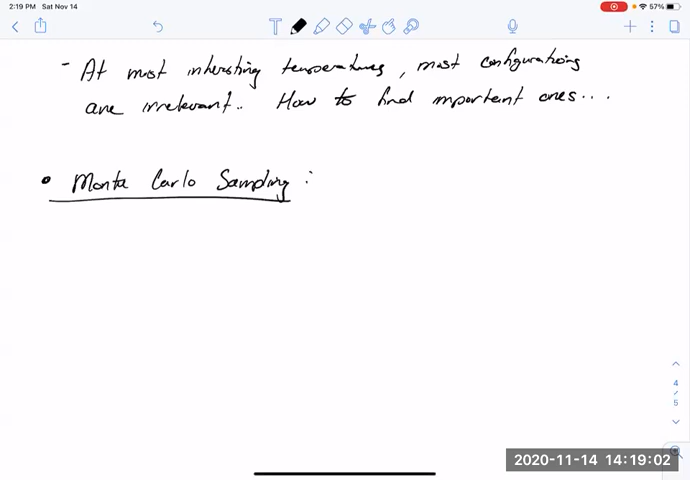 2:19 PM Sat Nov 14
57%
- At most interesting temperatures, most configurations
are irrelevant.. How to find important ones...
• Monte Carlo Sampling :
4
/
5
2020-11-14 14:19:02